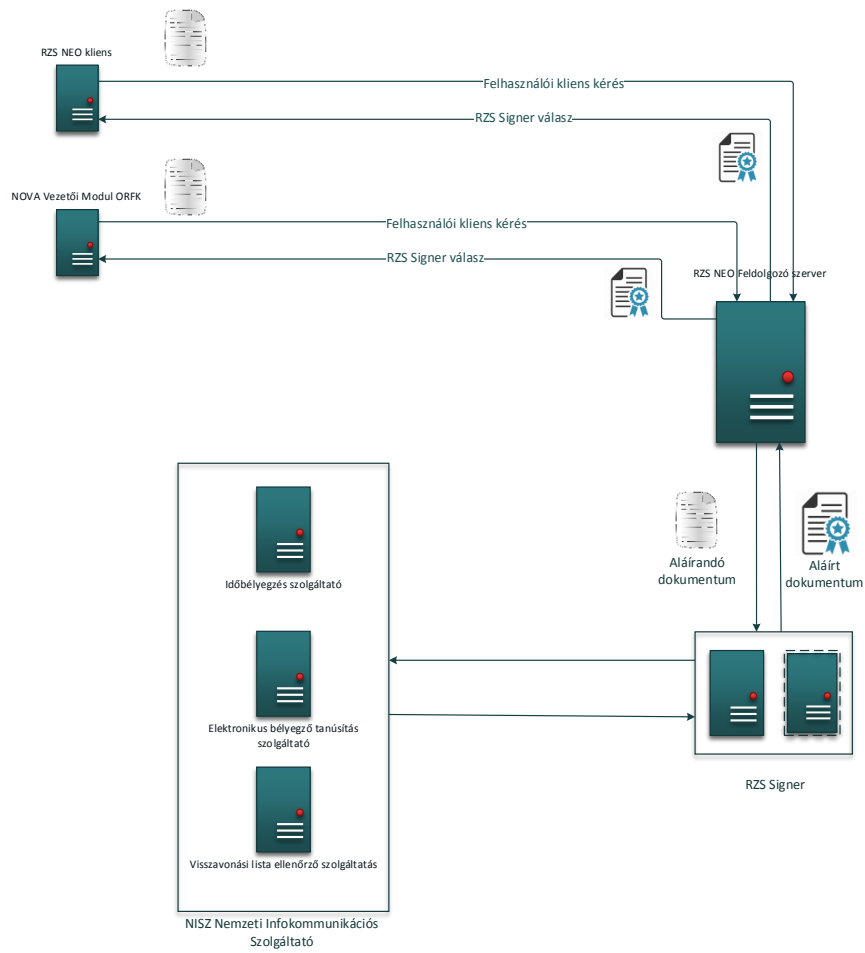 RZS NEO kliens
Felhasználói kliens kérés
RZS Signer válasz
NOVA Vezetői Modul ORFK
Felhasználói kliens kérés
RZS Signer válasz
RZS NEO Feldolgozó szerver
Aláírandó
dokumentum
Aláírt
dokumentum
Időbélyegzés szolgáltató
Elektronikus bélyegző tanúsítás
szolgáltató
Visszavonási lista ellenőrző szolgáltatás
RZS Signer
NISZ Nemzeti Infokommunikációs
Szolgáltató